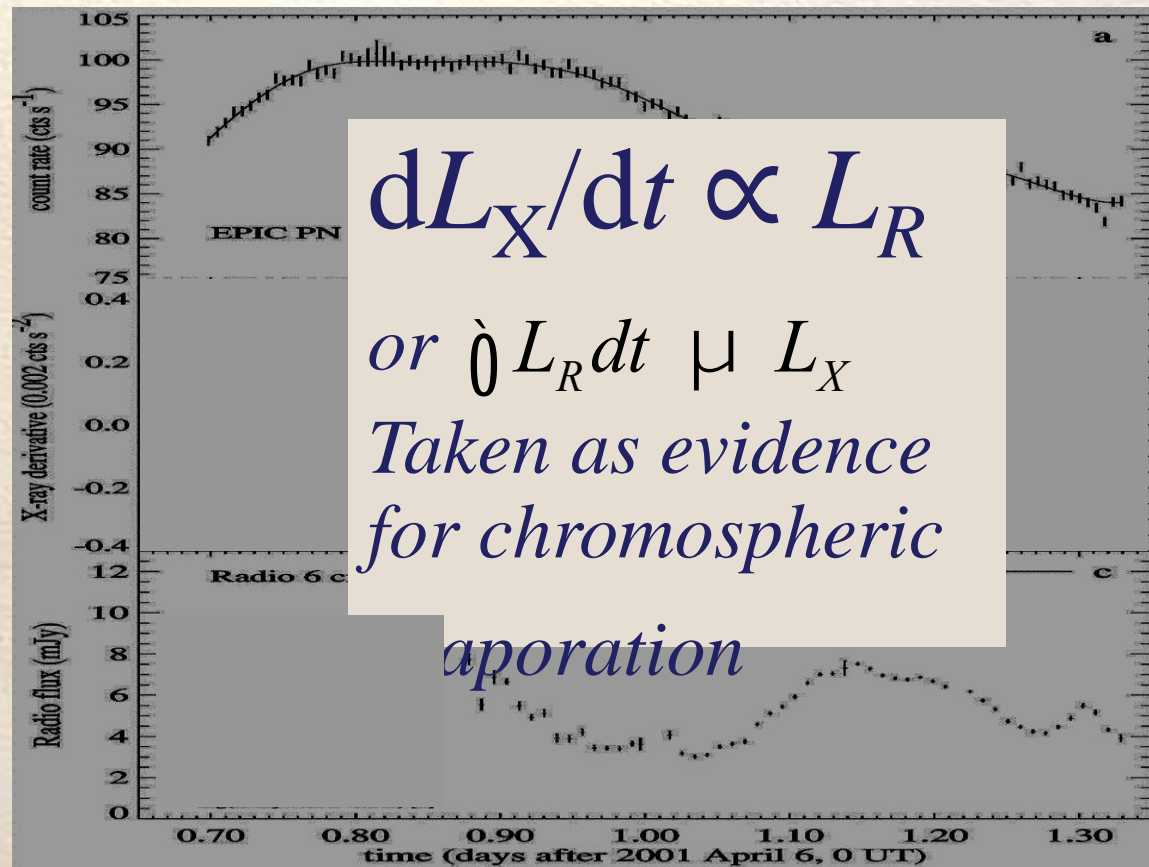 105
a
100
95
90
85
80
75
count rate (cts s⁻¹)
EPIC PN
dL_X/dt ∝ L_R
or ò L_R dt µ L_X
Taken as evidence
for chromospheric
aporation
0.4
0.2
0.0
-0.2
-0.4
X-ray derivative (0.002 cts s⁻²)
12
10
8
6
4
2
0
Radio flux (mJy)
Radio 6 c
c
0.70 0.80 0.90 1.00 1.10 1.20 1.30
time (days after 2001 April 6, 0 UT)